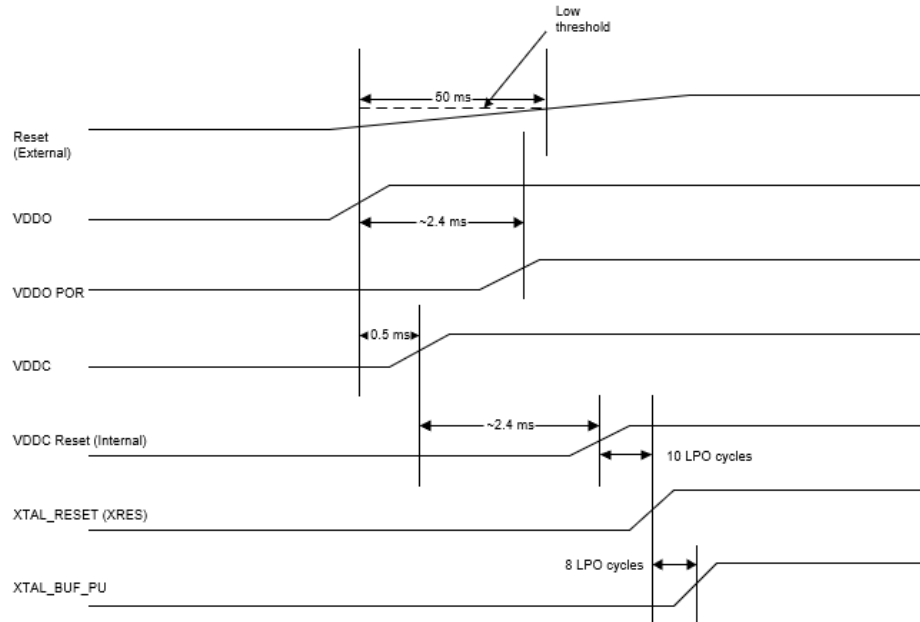 Low
threshold
50 ms
Reset
(External)
VDDO
~2.4 ms
VDDO POR
0.5 ms
VDDC
~2.4 ms
VDDC Reset (Internal)
10 LPO cycles
XTAL_RESET (XRES)
8 LPO cycles
XTAL_BUF_PU